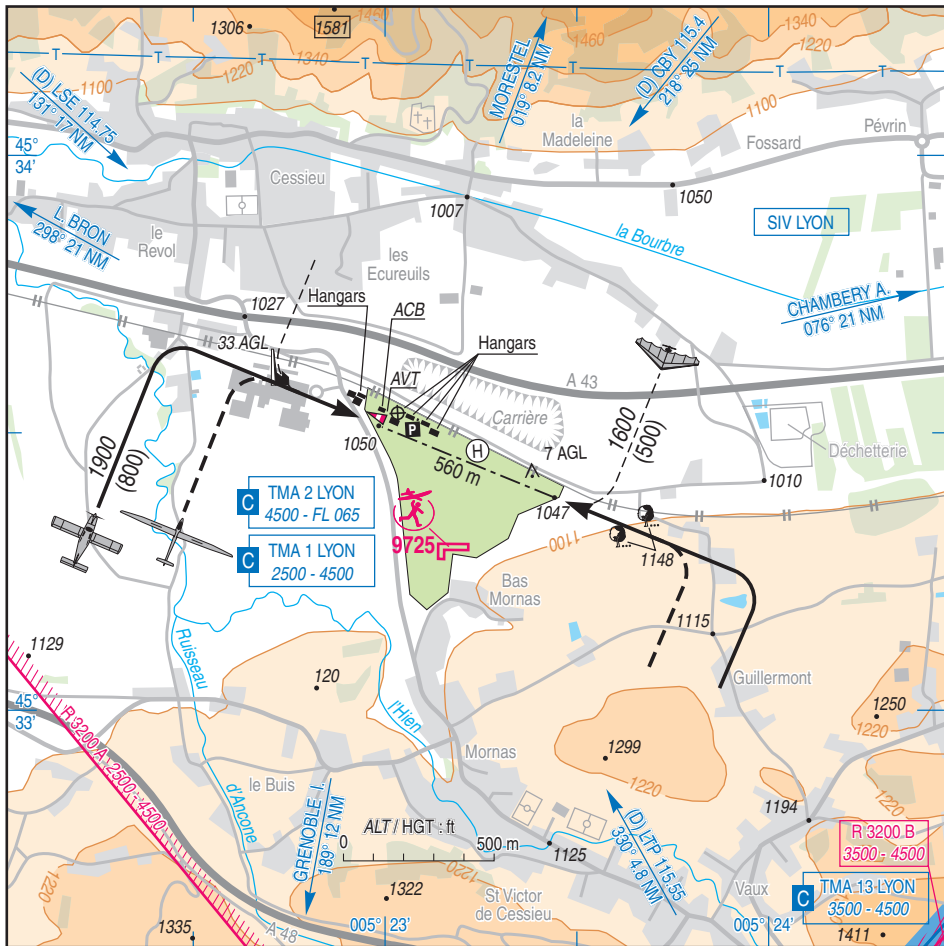 1306
1581
1340
1220
1100
1460
1340
1220
1100
T
T
T
T
(D) LSE 114.75
131° 17 NM
MORESTEL
019° 8.2 NM
(D) CBY 115.4
218° 25 NM
la
Madeleine
Fossard
Pévrin
45°
34'
Cessieu
1007
1050
le
Revol
L. BRON
298° 21 NM
la Bourbre
SIV LYON
les
Ecureuils
CHAMBERY A.
076° 21 NM
1027
Hangars
ACB
33 AGL
Hangars
AVT
A 43
Carrière
P
1050
H
560 m
7 AGL
1600
(500)
Déchetterie
1010
1900
(800)
1047
C
TMA 2 LYON
4500 - FL 065
C
TMA 1 LYON
2500 - 4500
9725
1100
1148
Bas
Mornas
1115
1129
Ruisseau
120
Guillermont
45°
33'
R 3200 A 2500 - 4500
l'Hien
1250
1220
Mornas
1299
1220
le Buis
d'Ancone
GRENOBLE I.
189° 12 NM
ALT / HGT : ft
0
500 m
(D) LTP 115.55
330° 4.8 NM
1194
1220
1125
R 3200 B
3500 - 4500
1220
1322
St Victor
de Cessieu
Vaux
C
TMA 13 LYON
3500 - 4500
1335
A 48
1220
005°
23'
005°
24'
1411